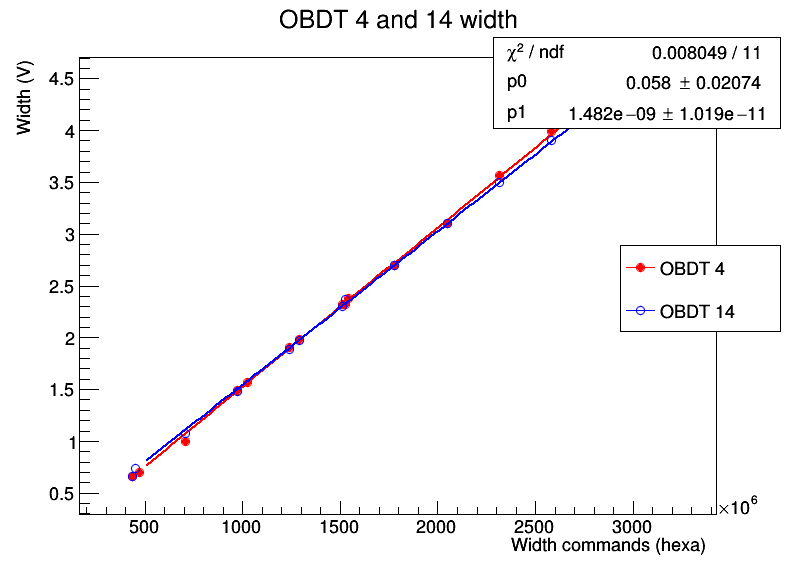 OBDT 4 and 14 width
χ² / ndf 0.008049 / 11
p0 0.058 ± 0.02074
p1 1.482e−09 ± 1.019e−11
Width (V)
4.5
4
3.5
3
2.5
2
1.5
1
0.5
OBDT 4
OBDT 14
500 1000 1500 2000 2500 3000
×10⁶
Width commands (hexa)